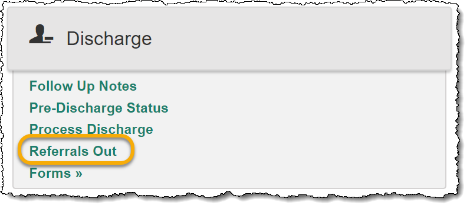 Discharge
Follow Up Notes
Pre-Discharge Status
Process Discharge
Referrals Out
Forms »